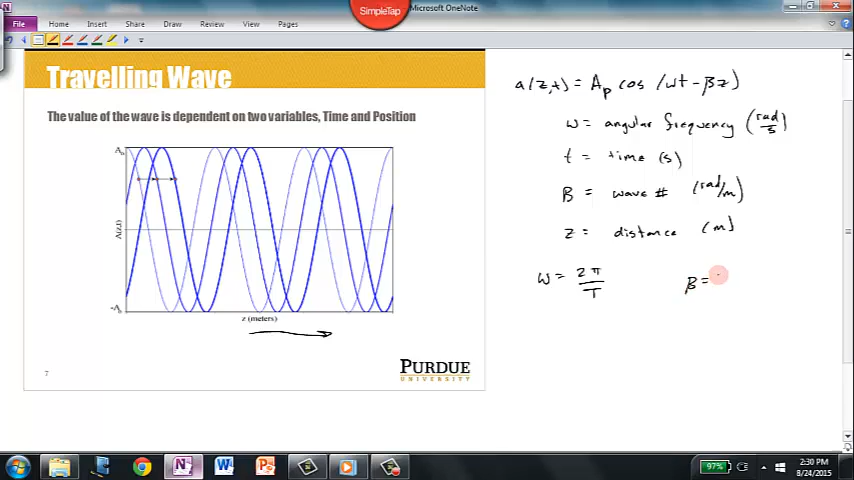 SimpleTap
Microsoft OneNote
File Home Insert Share Draw Review View Pages
Travelling Wave
The value of the wave is dependent on two variables, Time and Position
A(z,t)
z (meters)
7
PURDUE
UNIVERSITY
a(z,t) = Ap cos (ωt - βz)
ω = angular frequency (rad/s)
t = time (s)
β = wave # (rad/m)
z = distance (m)
ω = 2π/T
β =
97%
2:30 PM
8/24/2015